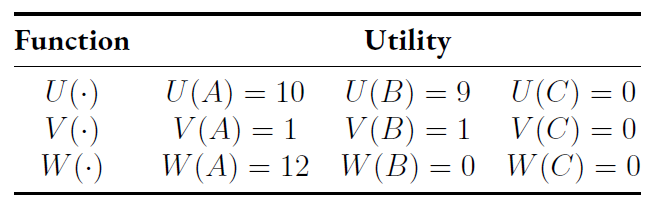 Function Utility
U(·) U(A) = 10 U(B) = 9 U(C) = 0
V(·) V(A) = 1 V(B) = 1 V(C) = 0
W(·) W(A) = 12 W(B) = 0 W(C) = 0